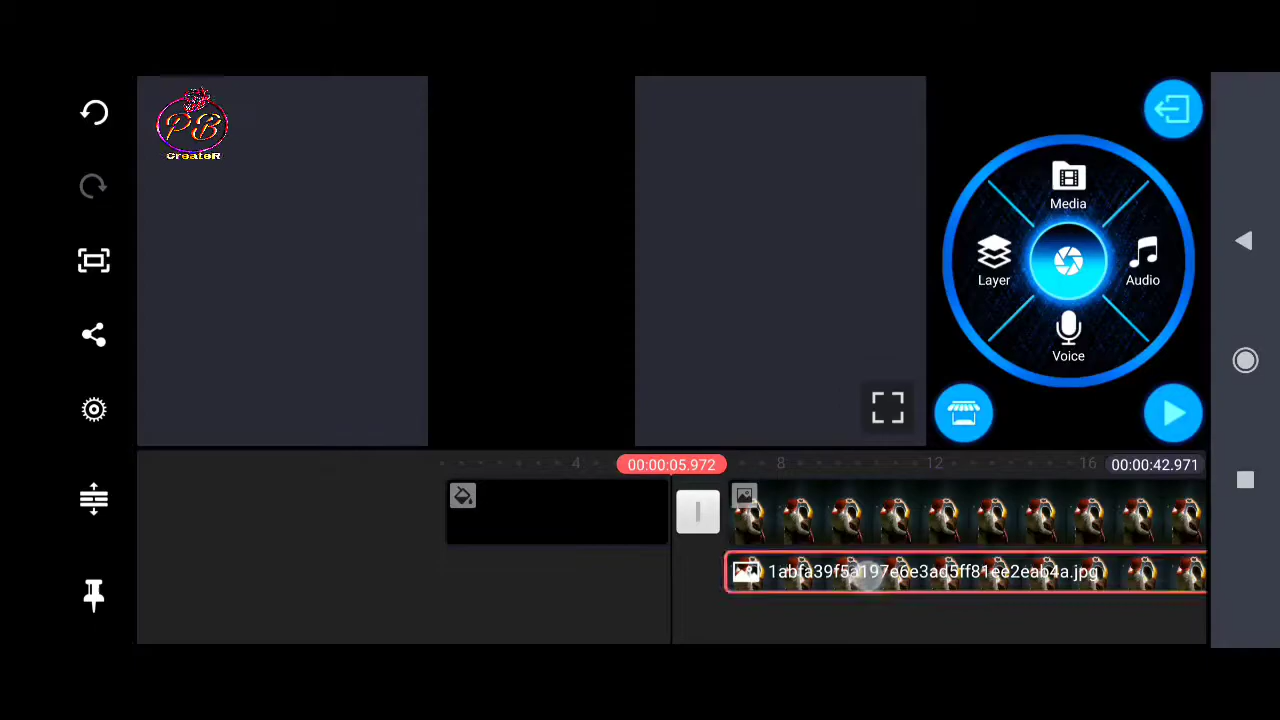 PB
CreateR
Media
Layer
Audio
Voice
4
00:00:05.972
8
12
16
00:00:42.971
1abfa39f5a197e6e3ad5ff81ee2eab4a.jpg